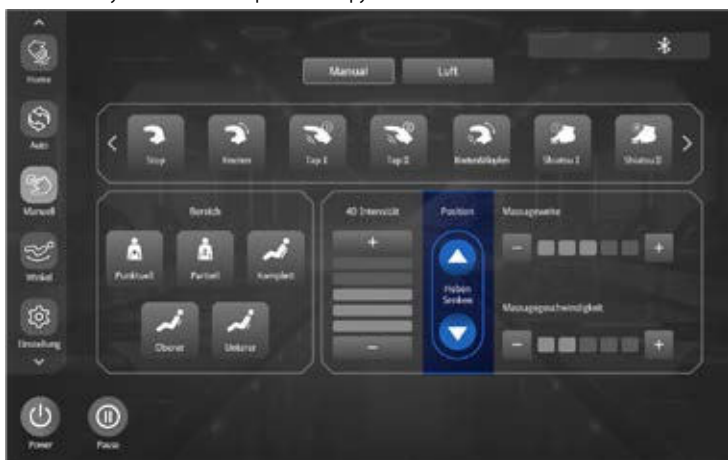 Home
Manual
Luft
Auto
Stop
Kneten
Tap I
Tap II
KnetenKlopfen
Shiatsu I
Shiatsu II
Manuell
Bereich
4D Intensität
Position
Massageweite
+
-
+
Punktuell
Partiell
Komplett
Heben
Senken
Winkel
Massagegeschwindigkeit
Oberer
Unterer
-
-
+
Einstellung
Power
Pause